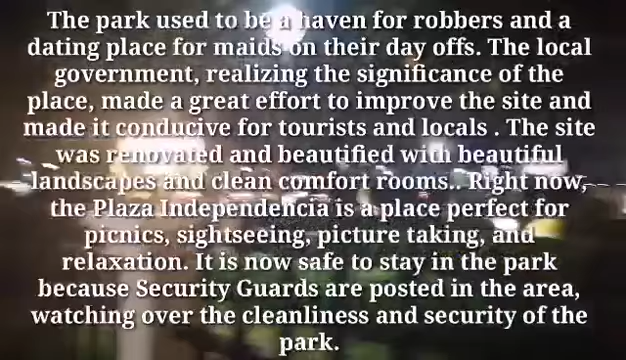 The park used to be a haven for robbers and a
dating place for maids on their day offs. The local
government, realizing the significance of the
place, made a great effort to improve the site and
made it conducive for tourists and locals . The site
was renovated and beautified with beautiful
landscapes and clean comfort rooms.. Right now,
the Plaza Independencia is a place perfect for
picnics, sightseeing, picture taking, and
relaxation. It is now safe to stay in the park
because Security Guards are posted in the area,
watching over the cleanliness and security of the
park.